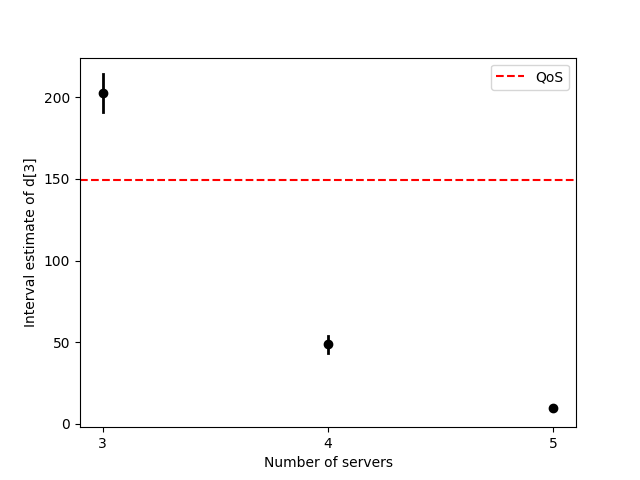 QoS
200
150
100
50
0
3 4 5
Interval estimate of d[3]
Number of servers